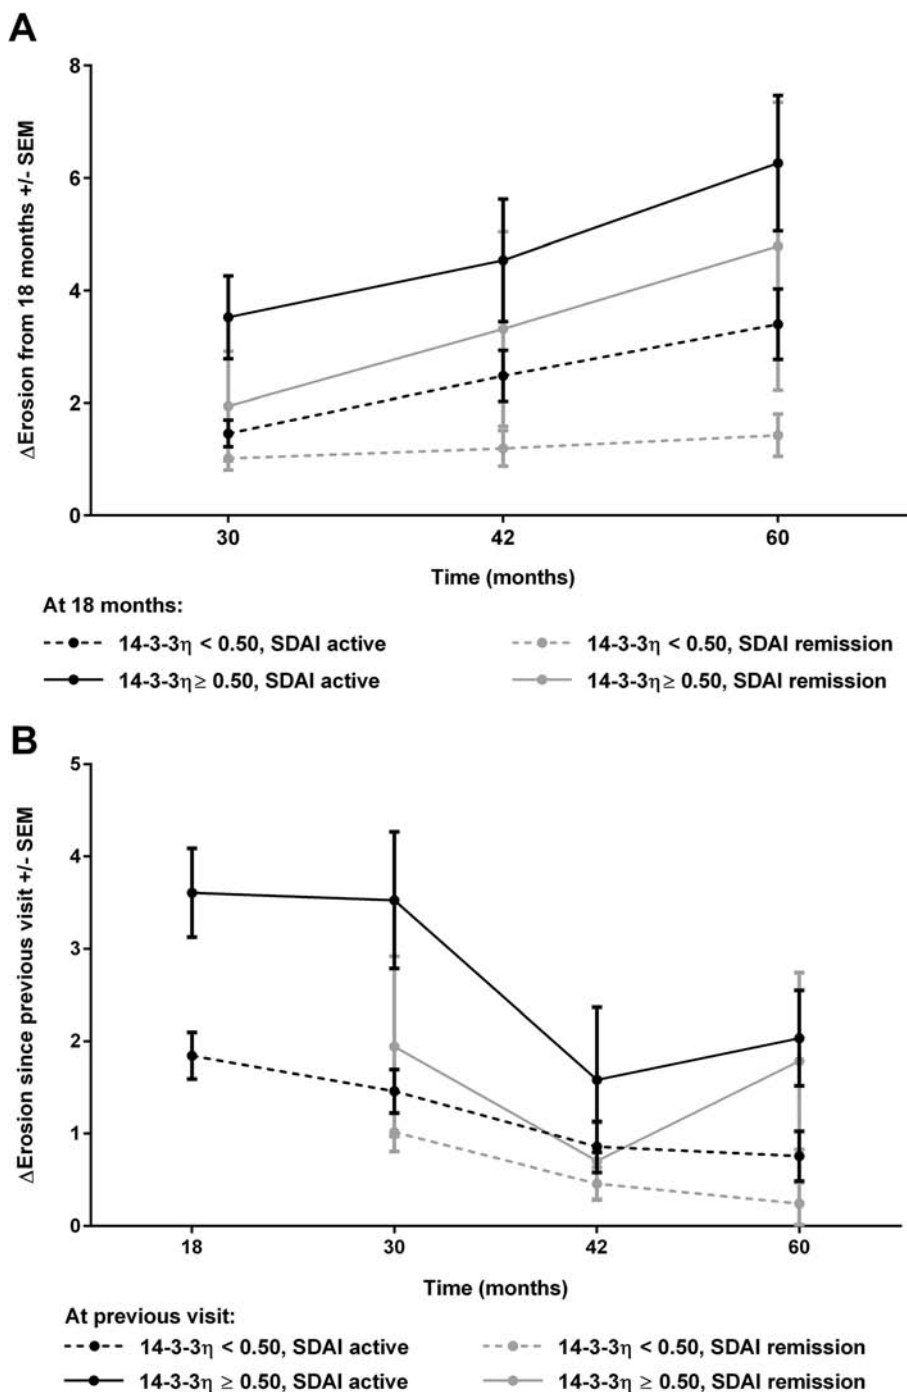 A
ΔErosion from 18 months +/- SEM
8
6
4
2
0
30 42 60
Time (months)
At 18 months:
14-3-3η < 0.50, SDAI active 14-3-3η < 0.50, SDAI remission
14-3-3η ≥ 0.50, SDAI active 14-3-3η ≥ 0.50, SDAI remission
B
ΔErosion since previous visit +/- SEM
5
4
3
2
1
0
18 30 42 60
Time (months)
At previous visit:
14-3-3η < 0.50, SDAI active 14-3-3η < 0.50, SDAI remission
14-3-3η ≥ 0.50, SDAI active 14-3-3η ≥ 0.50, SDAI remission